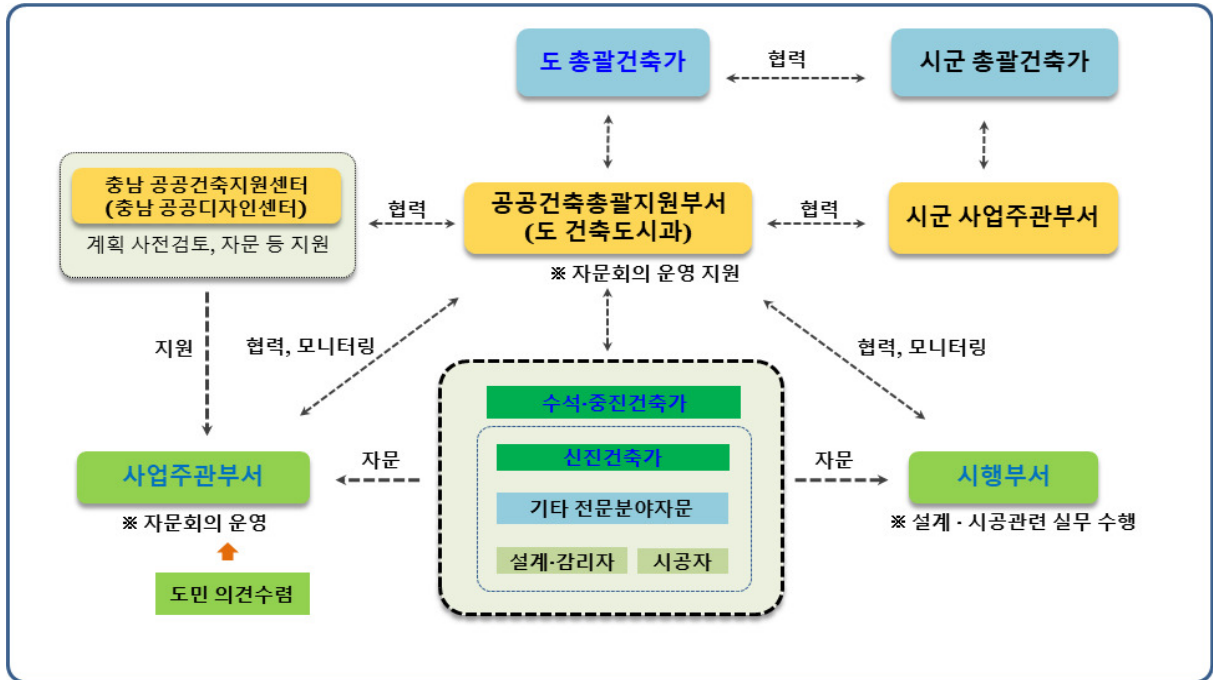 도 총괄건축가
협력
시군 총괄건축가
충남 공공건축지원센터
(충남 공공디자인센터)
계획 사전검토, 자문 등 지원
협력
공공건축총괄지원부서
(도 건축도시과)
※ 자문회의 운영 지원
협력
시군 사업주관부서
지원
협력, 모니터링
협력, 모니터링
수석·중진건축가
신진건축가
기타 전문분야자문
설계·감리자
시공자
자문
자문
사업주관부서
※ 자문회의 운영
도민 의견수렴
시행부서
※ 설계 · 시공관련 실무 수행